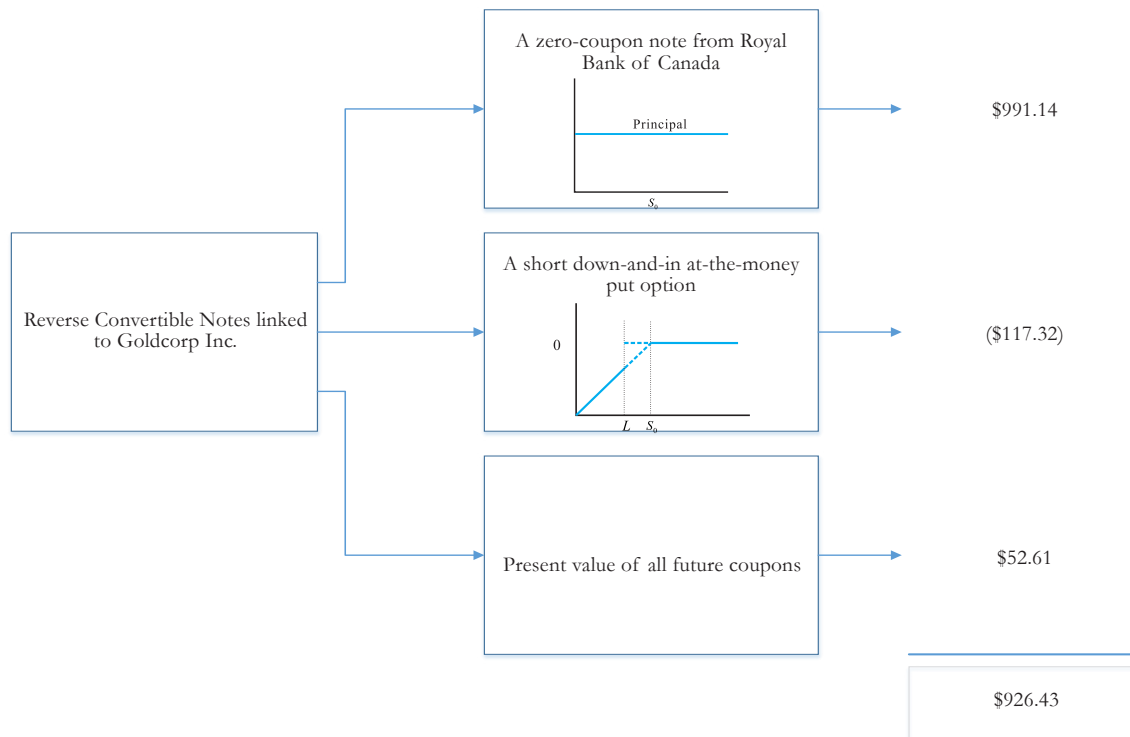 A zero-coupon note from Royal
Bank of Canada
Principal
S₀
$991.14
Reverse Convertible Notes linked
to Goldcorp Inc.
A short down-and-in at-the-money
put option
0
L S₀
($117.32)
Present value of all future coupons
$52.61
$926.43